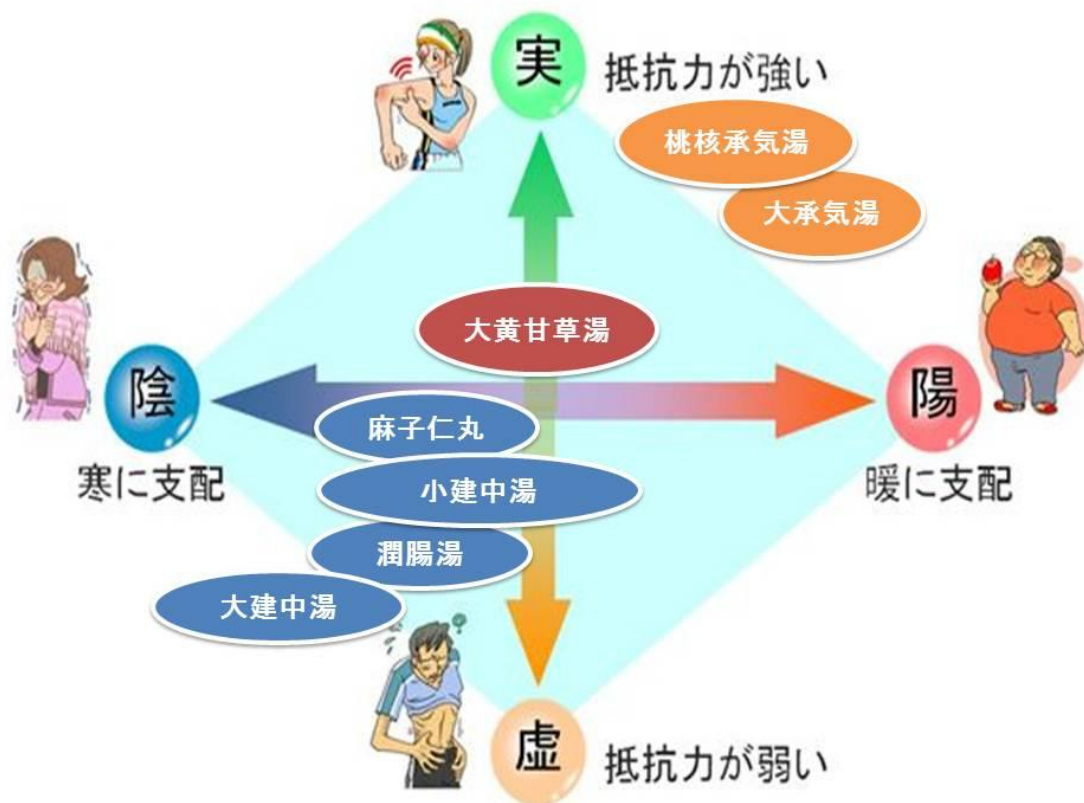 実
抵抗力が強い
桃核承気湯
大承気湯
大黄甘草湯
陰
寒に支配
陽
暖に支配
麻子仁丸
小建中湯
潤腸湯
大建中湯
虚
抵抗力が弱い